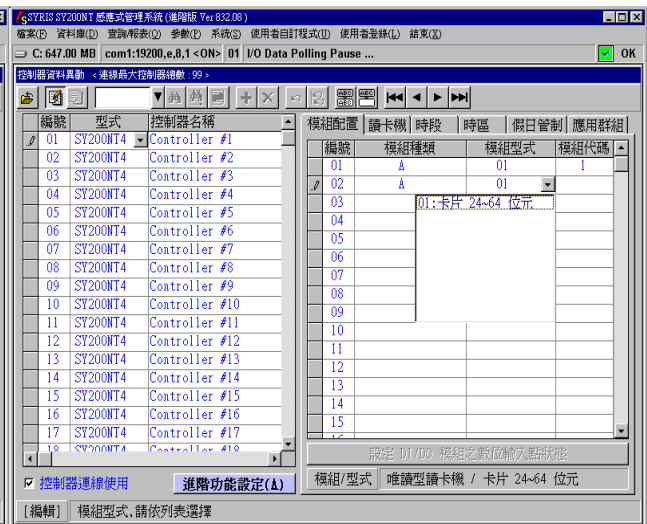 SYRIS SY200NT 感應式管理系統 (進階版 Ver 832.08 )
檔案(F) 資料庫(D) 查詢/報表(Q) 參數(P) 系統(S) 使用者自訂程式(U) 使用者登錄(L) 結束(X)
C: 647.00 MB com1:19200,e,8,1 <ON> 01 I/O Data Polling Pause ... OK
控制器資料異動 < 連線最大控制器總數 : 99 >
編號 型式 控制器名稱
01 SY200NT4 Controller #1
02 SY200NT4 Controller #2
03 SY200NT4 Controller #3
04 SY200NT4 Controller #4
05 SY200NT4 Controller #5
06 SY200NT4 Controller #6
07 SY200NT4 Controller #7
08 SY200NT4 Controller #8
09 SY200NT4 Controller #9
10 SY200NT4 Controller #10
11 SY200NT4 Controller #11
12 SY200NT4 Controller #12
13 SY200NT4 Controller #13
14 SY200NT4 Controller #14
15 SY200NT4 Controller #15
16 SY200NT4 Controller #16
17 SY200NT4 Controller #17
18 SY200NT4 Controller #18
控制器連線使用 進階功能設定(A)
模組配置 讀卡機 時段 時區 假日管制 應用群組
編號 模組種類 模組型式 模組代碼
01 A 01 1
02 A 01
03 01:卡片 24~64 位元
04
05
06
07
08
09
10
11
12
13
14
15
16
設定 DI/DO 模組之數位輸入點狀態
模組/型式 唯讀型讀卡機 / 卡片 24~64 位元
[編輯] 模組型式,請依列表選擇